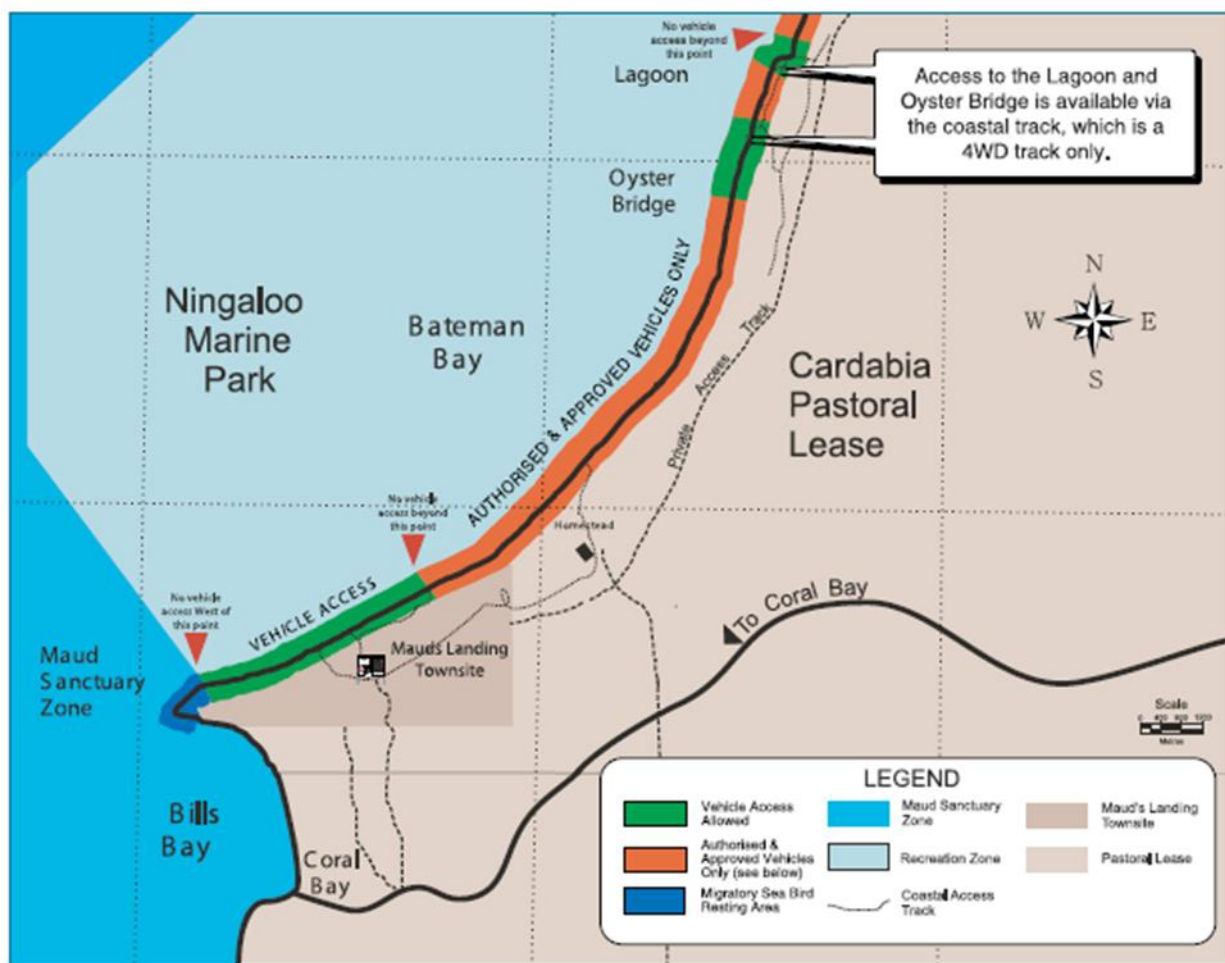 No vehicle
access beyond
this point
Lagoon
Access to the Lagoon and
Oyster Bridge is available via
the coastal track, which is a
4WD track only.
Oyster
Bridge
AUTHORISED & APPROVED VEHICLES ONLY
Ningaloo
Marine
Park
Bateman
Bay
N
W
E
S
Private Access Track
Cardabia
Pastoral
Lease
No vehicle
access beyond
this point
Homestead
No vehicle
access West of
this point
VEHICLE ACCESS
To Coral Bay
Mauds Landing
Townsite
Maud
Sanctuary
Zone
Scale
0 400 800 1200
Metres
Bills
Bay
Coral
Bay
LEGEND
Vehicle Access
Allowed
Authorised &
Approved Vehicles
Only (see below)
Migratory Sea Bird
Resting Area
Maud Sanctuary
Zone
Recreation Zone
Coastal Access
Track
Maud's Landing
Townsite
Pastoral Lease